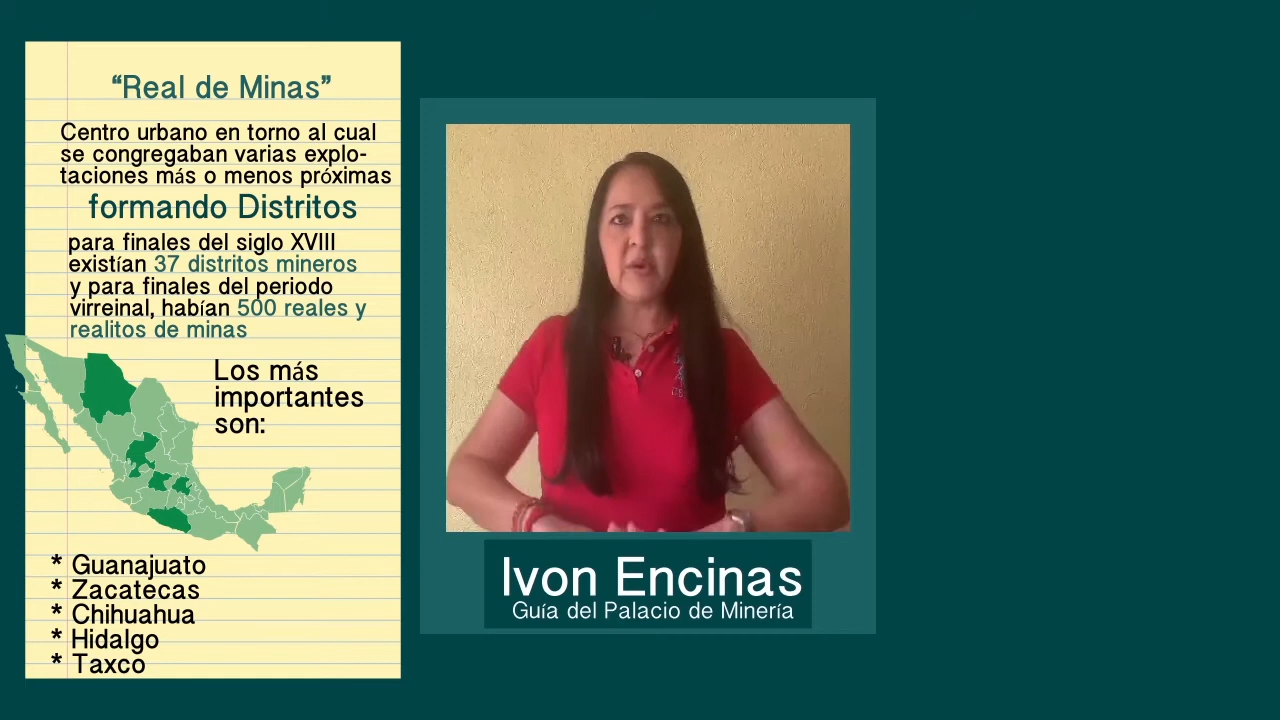 “Real de Minas”
Centro urbano en torno al cual
se congregaban varias explo-
taciones más o menos próximas
formando Distritos
para finales del siglo XVIII
existían 37 distritos mineros
y para finales del periodo
virreinal, habían 500 reales y
realitos de minas
Los más
importantes
son:
* Guanajuato
* Zacatecas
* Chihuahua
* Hidalgo
* Taxco
Ivon Encinas
Guía del Palacio de Minería